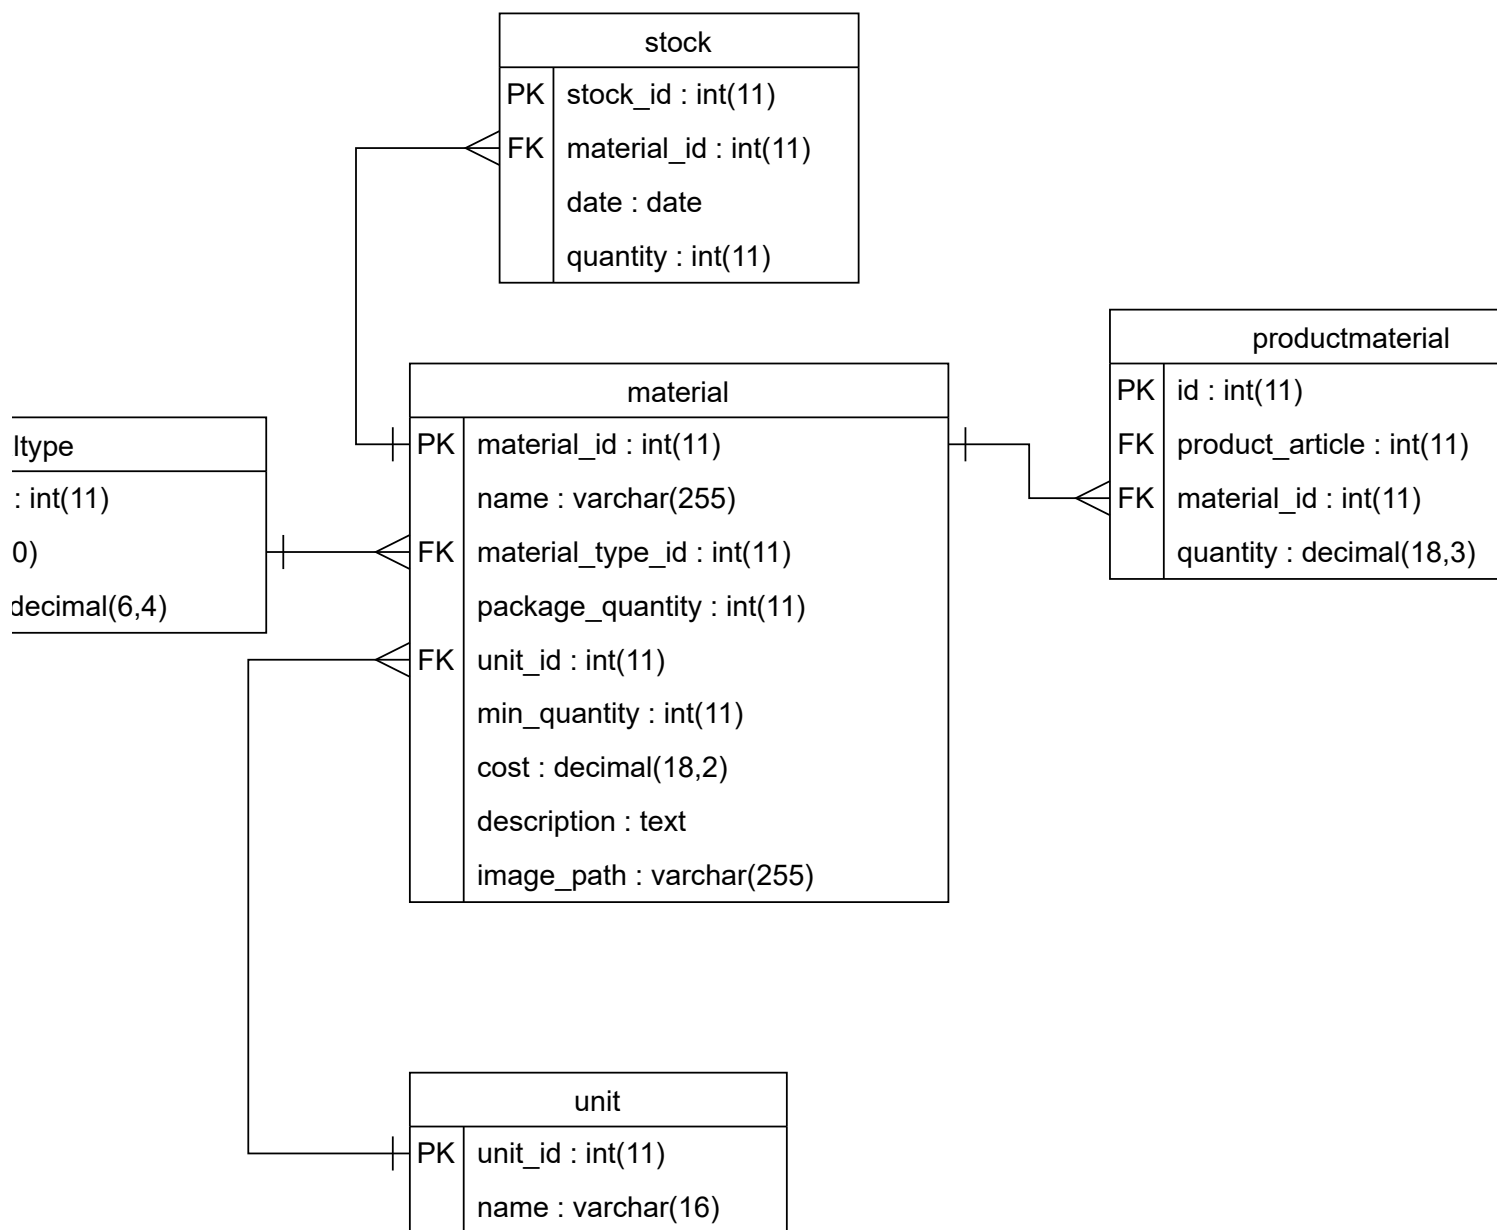 stock
PK stock_id : int(11)
FK material_id : int(11)
date : date
quantity : int(11)
productmaterial
PK id : int(11)
FK product_article : int(11)
FK material_id : int(11)
quantity : decimal(18,3)
material
PK material_id : int(11)
name : varchar(255)
FK material_type_id : int(11)
package_quantity : int(11)
FK unit_id : int(11)
min_quantity : int(11)
cost : decimal(18,2)
description : text
image_path : varchar(255)
ltype
: int(11)
0)
decimal(6,4)
unit
PK unit_id : int(11)
name : varchar(16)